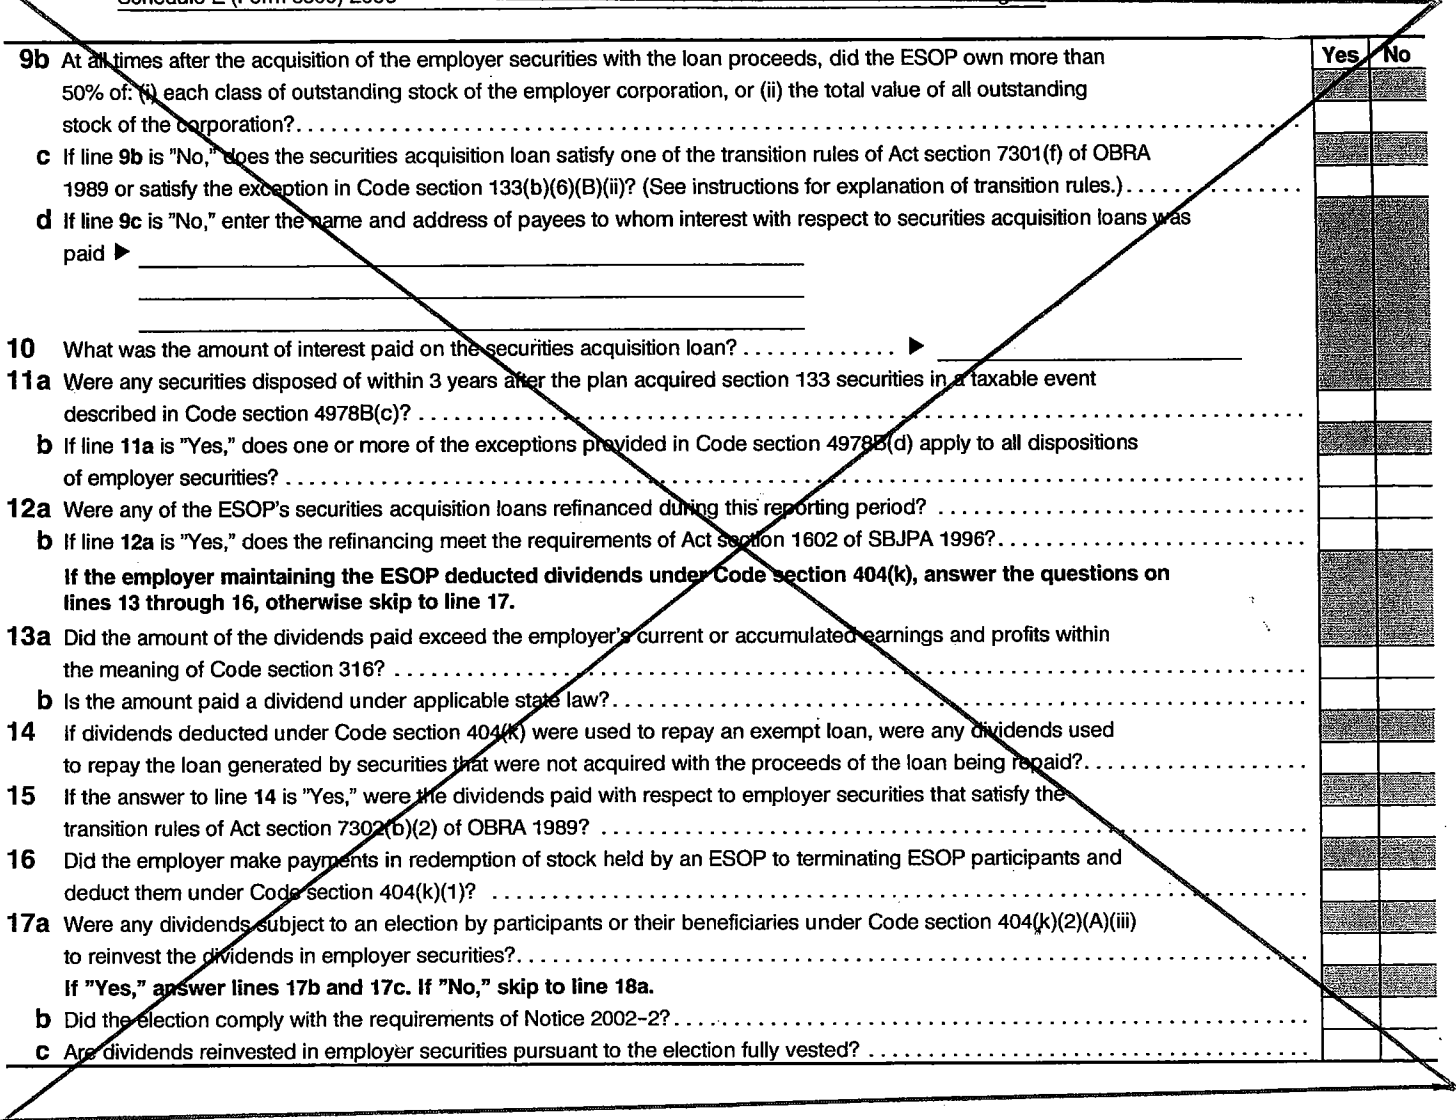 Schedule E (Form 5500) 2003
Yes No
9b At all times after the acquisition of the employer securities with the loan proceeds, did the ESOP own more than
50% of: (i) each class of outstanding stock of the employer corporation, or (ii) the total value of all outstanding
stock of the corporation?
c If line 9b is "No," does the securities acquisition loan satisfy one of the transition rules of Act section 7301(f) of OBRA
1989 or satisfy the exception in Code section 133(b)(6)(B)(ii)? (See instructions for explanation of transition rules.)
d If line 9c is "No," enter the name and address of payees to whom interest with respect to securities acquisition loans was
paid ▶
10 What was the amount of interest paid on the securities acquisition loan? ▶
11a Were any securities disposed of within 3 years after the plan acquired section 133 securities in a taxable event
described in Code section 4978B(c)?
b If line 11a is "Yes," does one or more of the exceptions provided in Code section 4978B(d) apply to all dispositions
of employer securities?
12a Were any of the ESOP's securities acquisition loans refinanced during this reporting period?
b If line 12a is "Yes," does the refinancing meet the requirements of Act section 1602 of SBJPA 1996?
If the employer maintaining the ESOP deducted dividends under Code section 404(k), answer the questions on
lines 13 through 16, otherwise skip to line 17.
13a Did the amount of the dividends paid exceed the employer's current or accumulated earnings and profits within
the meaning of Code section 316?
b Is the amount paid a dividend under applicable state law?
14 If dividends deducted under Code section 404(k) were used to repay an exempt loan, were any dividends used
to repay the loan generated by securities that were not acquired with the proceeds of the loan being repaid?
15 If the answer to line 14 is "Yes," were the dividends paid with respect to employer securities that satisfy the
transition rules of Act section 7302(b)(2) of OBRA 1989?
16 Did the employer make payments in redemption of stock held by an ESOP to terminating ESOP participants and
deduct them under Code section 404(k)(1)?
17a Were any dividends subject to an election by participants or their beneficiaries under Code section 404(k)(2)(A)(iii)
to reinvest the dividends in employer securities?
If "Yes," answer lines 17b and 17c. If "No," skip to line 18a.
b Did the election comply with the requirements of Notice 2002-2?
c Are dividends reinvested in employer securities pursuant to the election fully vested?